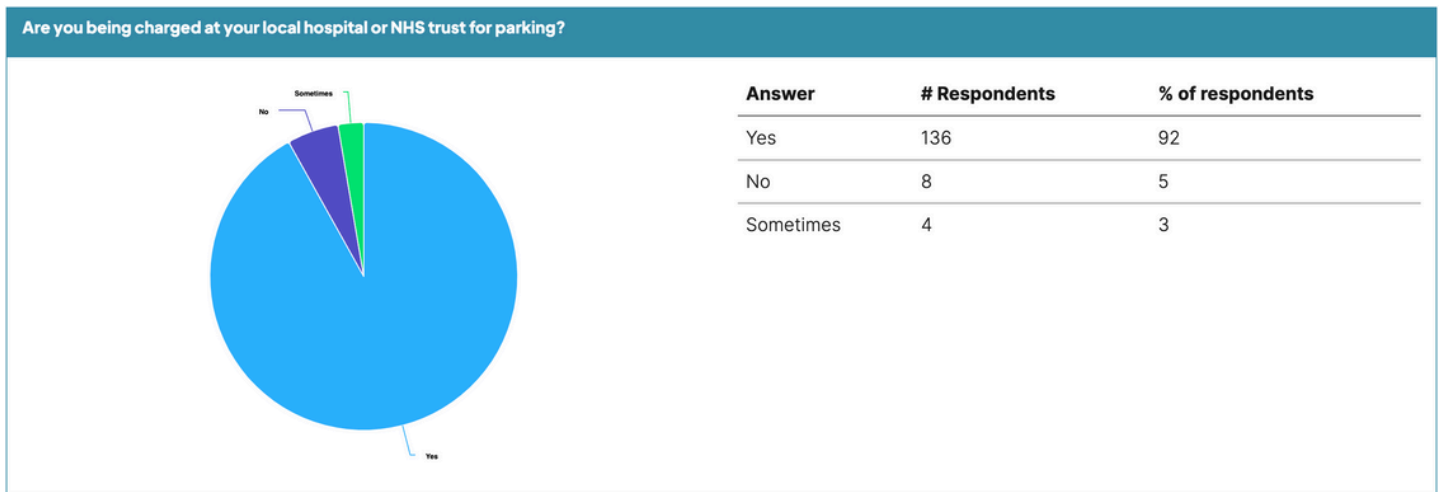 Are you being charged at your local hospital or NHS trust for parking?
Sometimes
No
Yes
Answer # Respondents % of respondents
Yes 136 92
No 8 5
Sometimes 4 3